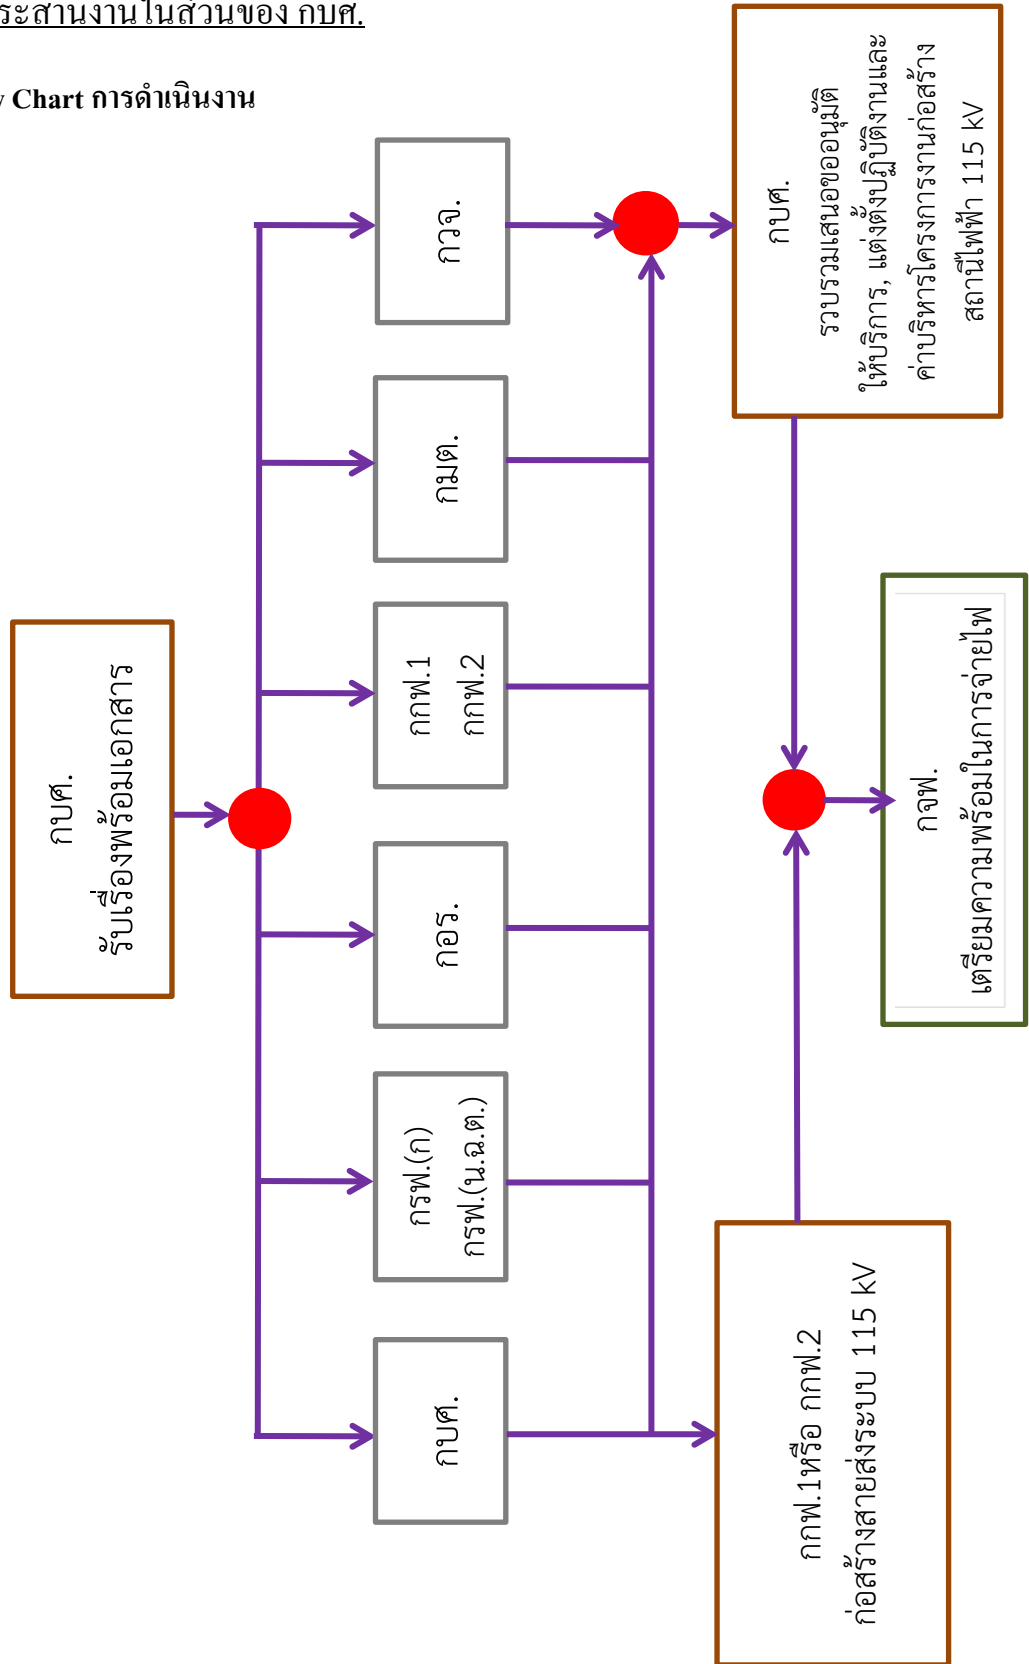 ระสานงานในส่วนของ กบศ.
Chart การดำเนินงาน
กบศ.
รับเรื่องพร้อมเอกสาร
กบศ.
กรฟ.(ก)
กรฟ.(น.ฉ.ต.)
กอร.
กกฟ.1
กกฟ.2
กมต.
กวจ.
กกฟ.1หรือ กกฟ.2
ก่อสร้างสายส่งระบบ 115 kV
กบศ.
รวบรวมเสนอขออนุมัติ
ให้บริการ, แต่งตั้งปฏิบัติงานและ
ค่าบริหารโครงการงานก่อสร้าง
สถานีไฟฟ้า 115 kV
กจฟ.
เตรียมความพร้อมในการจ่ายไฟ